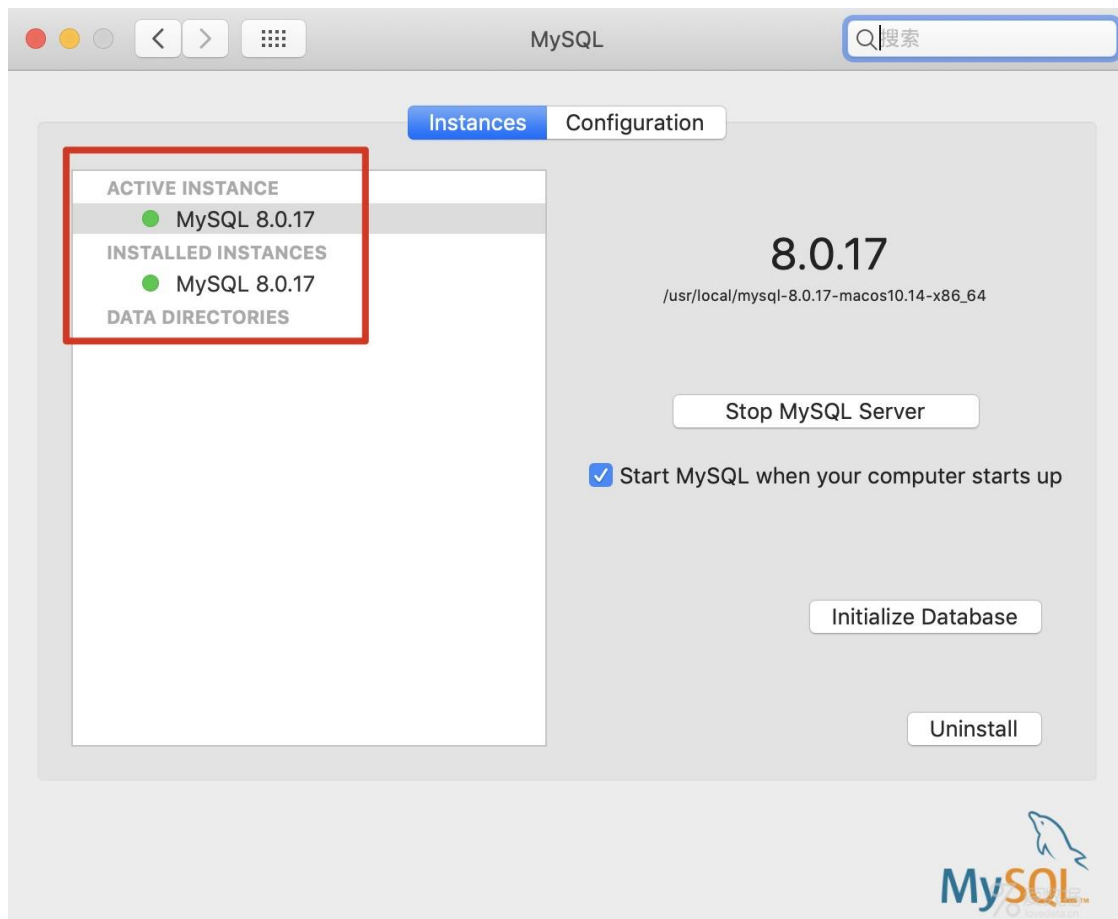 MySQL
搜索
Instances
Configuration
ACTIVE INSTANCE
MySQL 8.0.17
INSTALLED INSTANCES
MySQL 8.0.17
DATA DIRECTORIES
8.0.17
/usr/local/mysql-8.0.17-macos10.14-x86_64
Stop MySQL Server
Start MySQL when your computer starts up
Initialize Database
Uninstall
MySQL